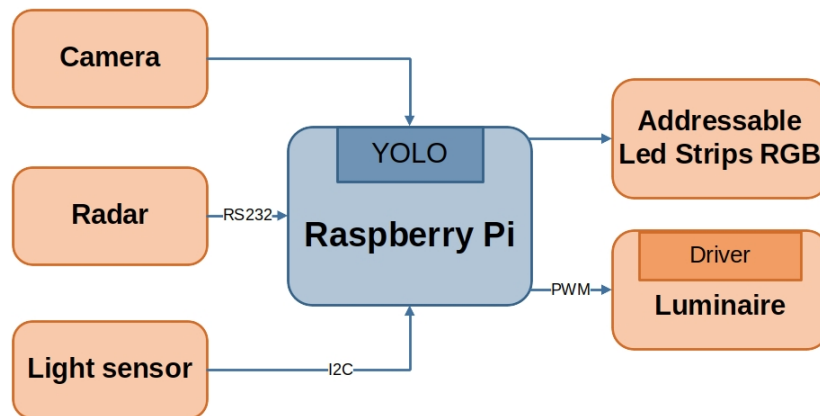 Camera
YOLO
Addressable
Led Strips RGB
Radar
RS232
Raspberry Pi
Driver
PWM
Luminaire
Light sensor
I2C